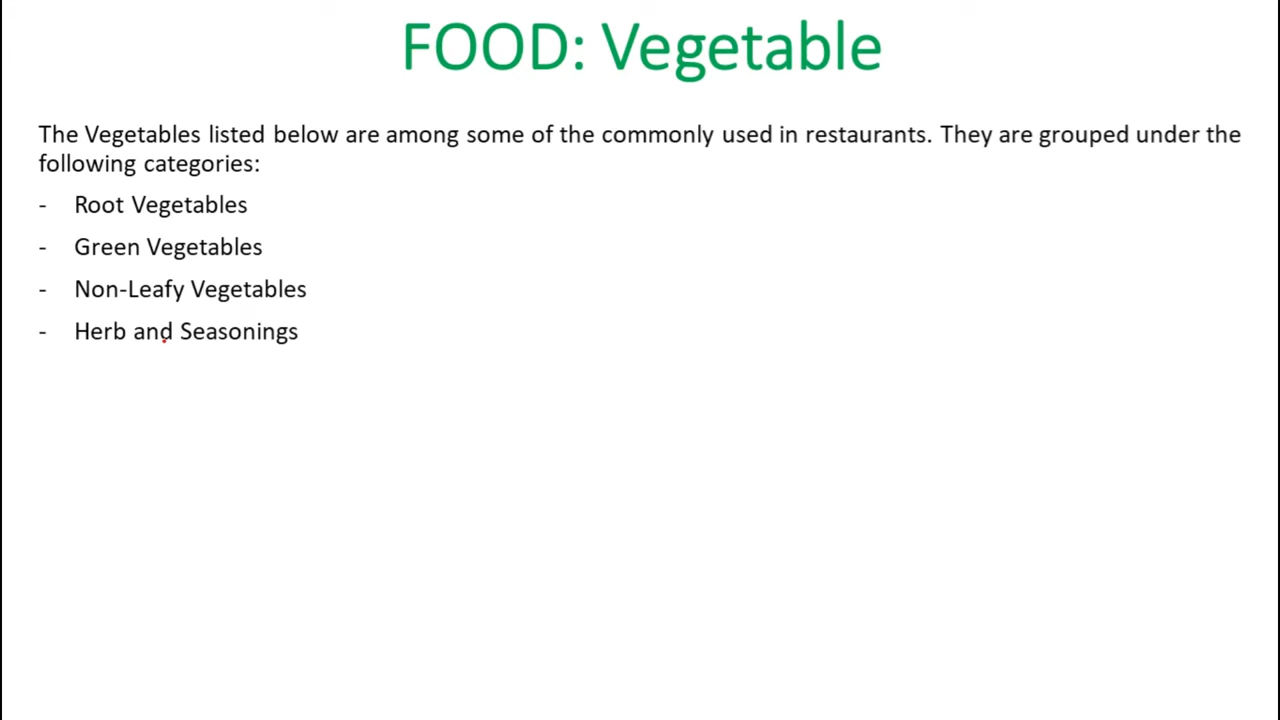 FOOD: Vegetable
The Vegetables listed below are among some of the commonly used in restaurants. They are grouped under the
following categories:
- Root Vegetables
- Green Vegetables
- Non-Leafy Vegetables
- Herb and Seasonings